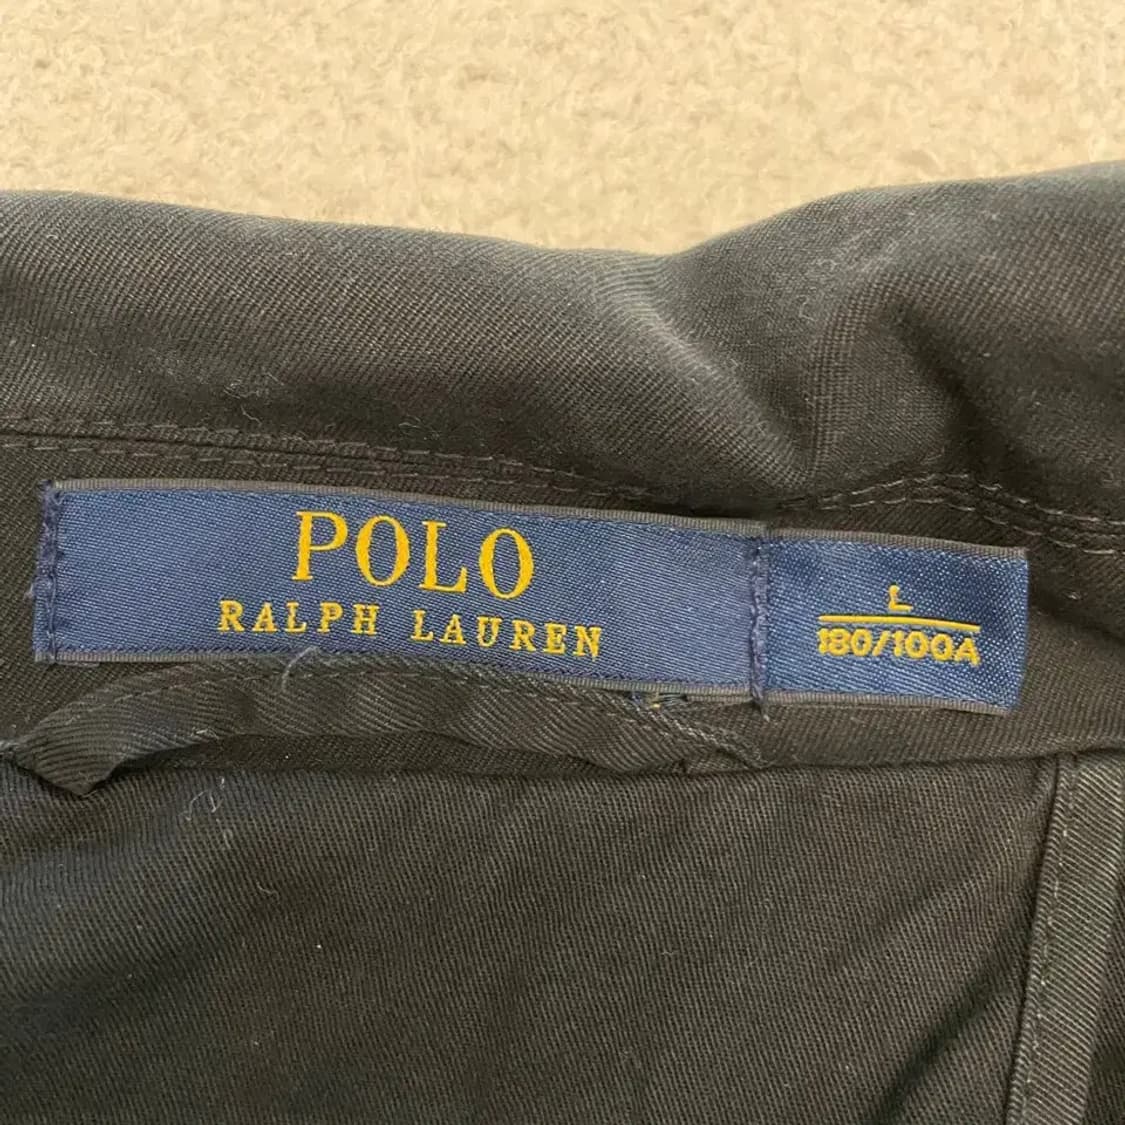 POLO
RALPH LAUREN
L
180/100A